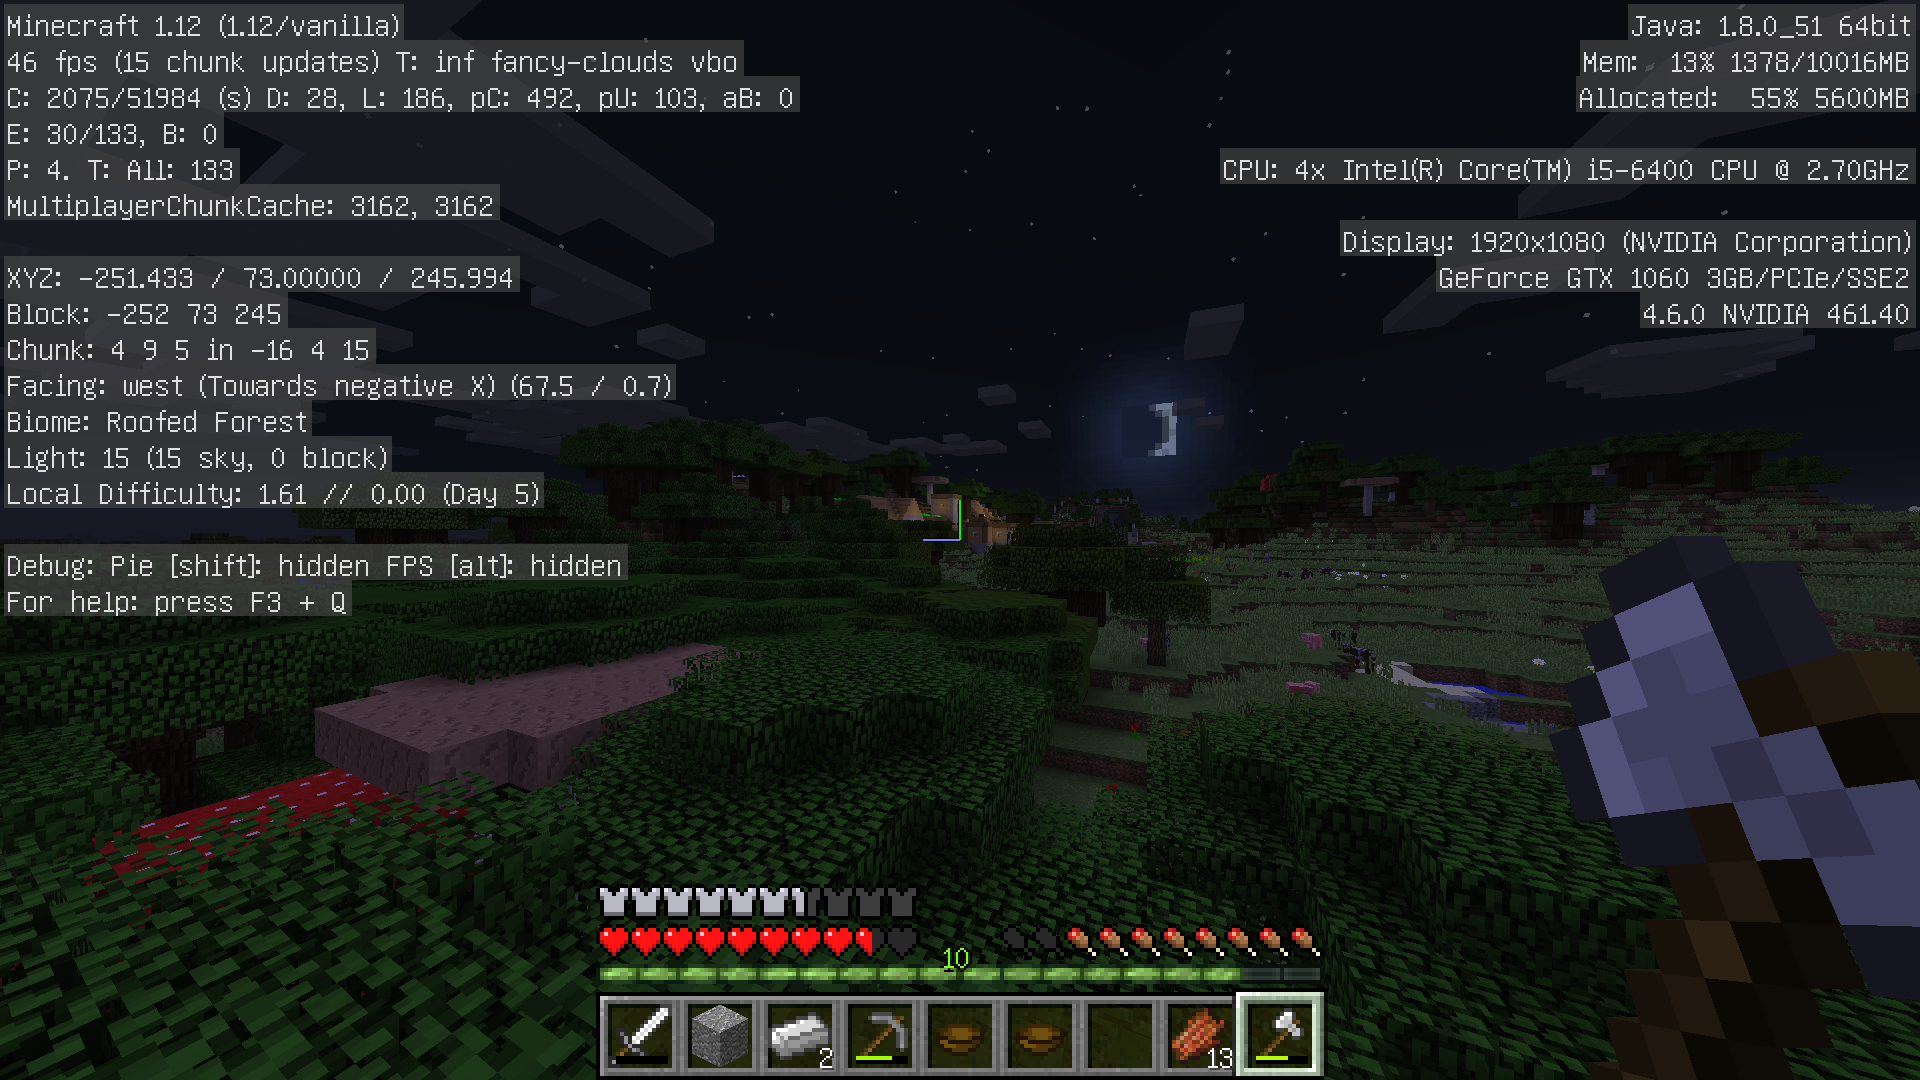 Minecraft 1.12 (1.12/vanilla)
46 fps (15 chunk updates) T: inf fancy-clouds vbo
C: 2075/51984 (s) D: 28, L: 186, pC: 492, pU: 103, aB: 0
E: 30/133, B: 0
P: 4. T: All: 133
MultiplayerChunkCache: 3162, 3162
XYZ: -251.433 / 73.00000 / 245.994
Block: -252 73 245
Chunk: 4 9 5 in -16 4 15
Facing: west (Towards negative X) (67.5 / 0.7)
Biome: Roofed Forest
Light: 15 (15 sky, 0 block)
Local Difficulty: 1.61 // 0.00 (Day 5)
Debug: Pie [shift]: hidden FPS [alt]: hidden
For help: press F3 + Q
Java: 1.8.0_51 64bit
Mem: 13% 1378/10016MB
Allocated: 55% 5600MB
CPU: 4x Intel(R) Core(TM) i5-6400 CPU @ 2.70GHz
Display: 1920x1080 (NVIDIA Corporation)
GeForce GTX 1060 3GB/PCIe/SSE2
4.6.0 NVIDIA 461.40
10
2
13